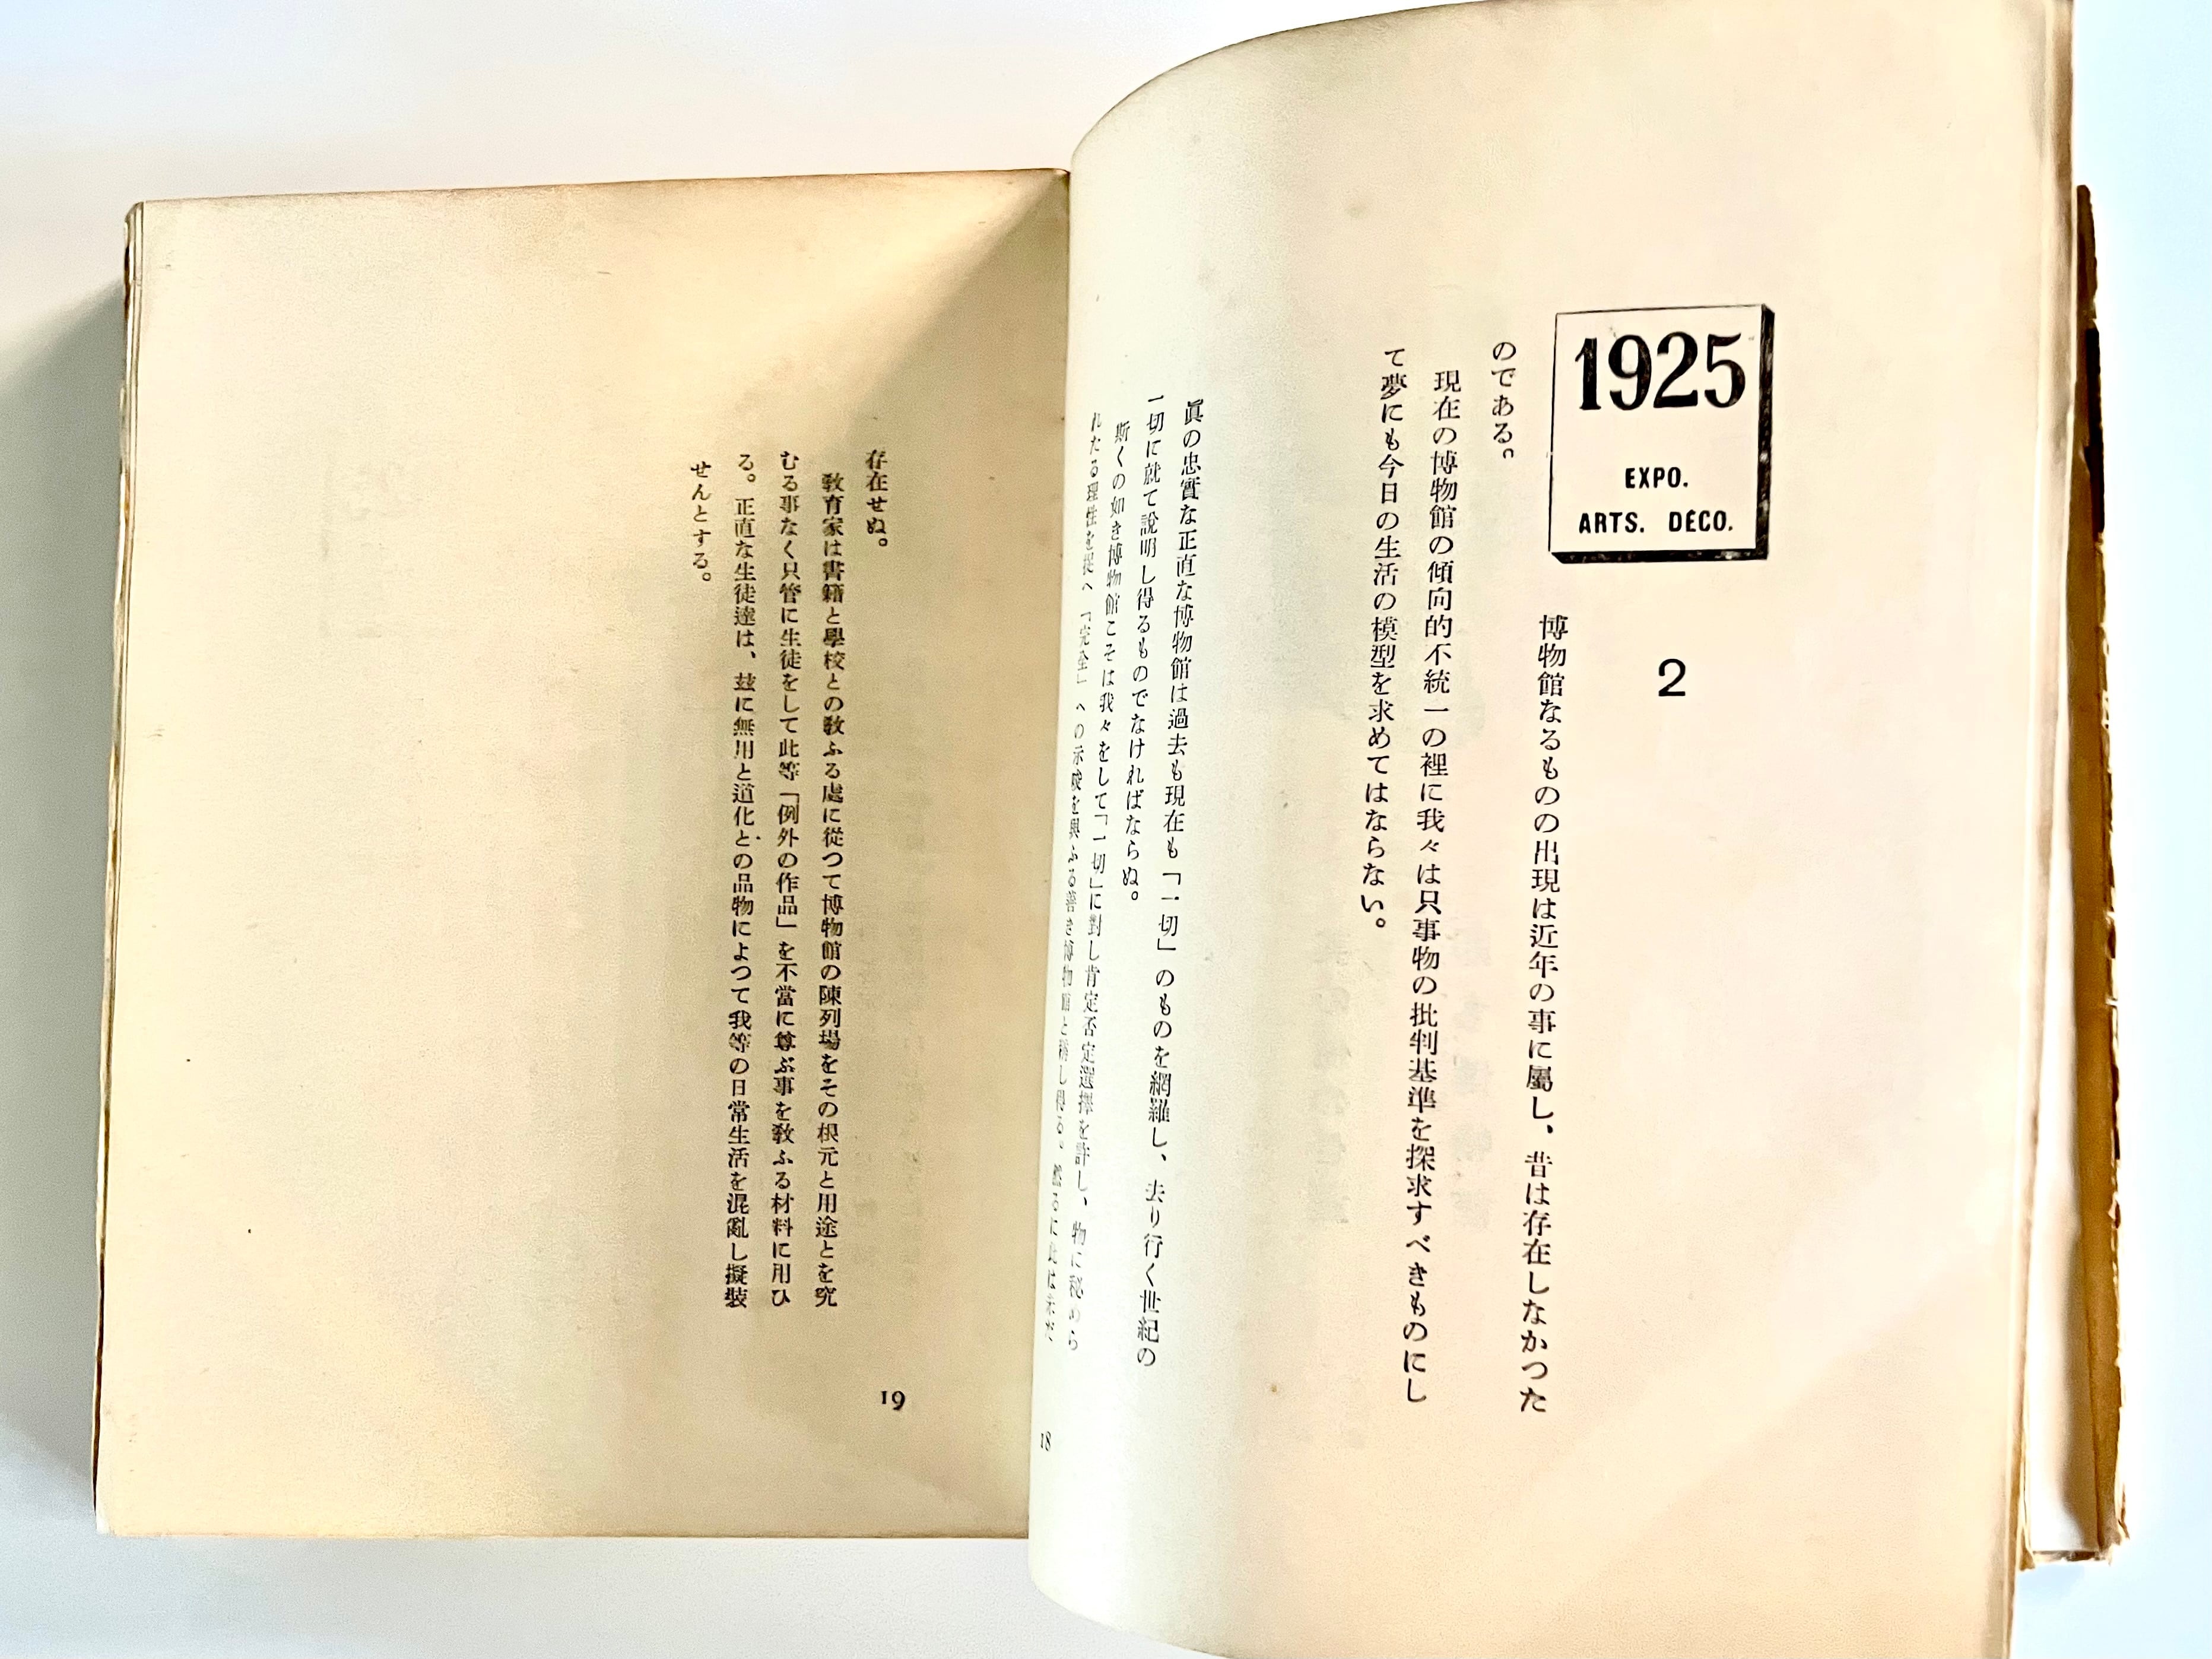 1925
EXPO.
ARTS. DÉCO.
2
博物館なるものの出現は近年の事に屬し、昔は存在しなかつた
のである。
現在の博物館の傾向的不統一の裡に我々は只事物の批判基準を探求すべきものにし
て夢にも今日の生活の模型を求めてはならない。
眞の忠實な正直な博物館は過去も現在も「一切」のものを網羅し、去り行く世紀の
一切に就て說明し得るものでなければならぬ。
斯くの如き博物館こそは我々をして「一切」に對し肯定否定選擇を許し、物に秘めら
れたる理性を捉へ「完全」への示唆を與ふる善き博物館と稱し得る。然るに此は未だ
18
存在せぬ。
敎育家は書籍と學校との敎ふる處に從つて博物館の陳列場をその根元と用途とを究
むる事なく只管に生徒をして此等「例外の作品」を不當に尊ぶ事を敎ふる材料に用ひ
る。正直な生徒達は、玆に無用と道化との品物によつて我等の日常生活を混亂し擬裝
せんとする。
19